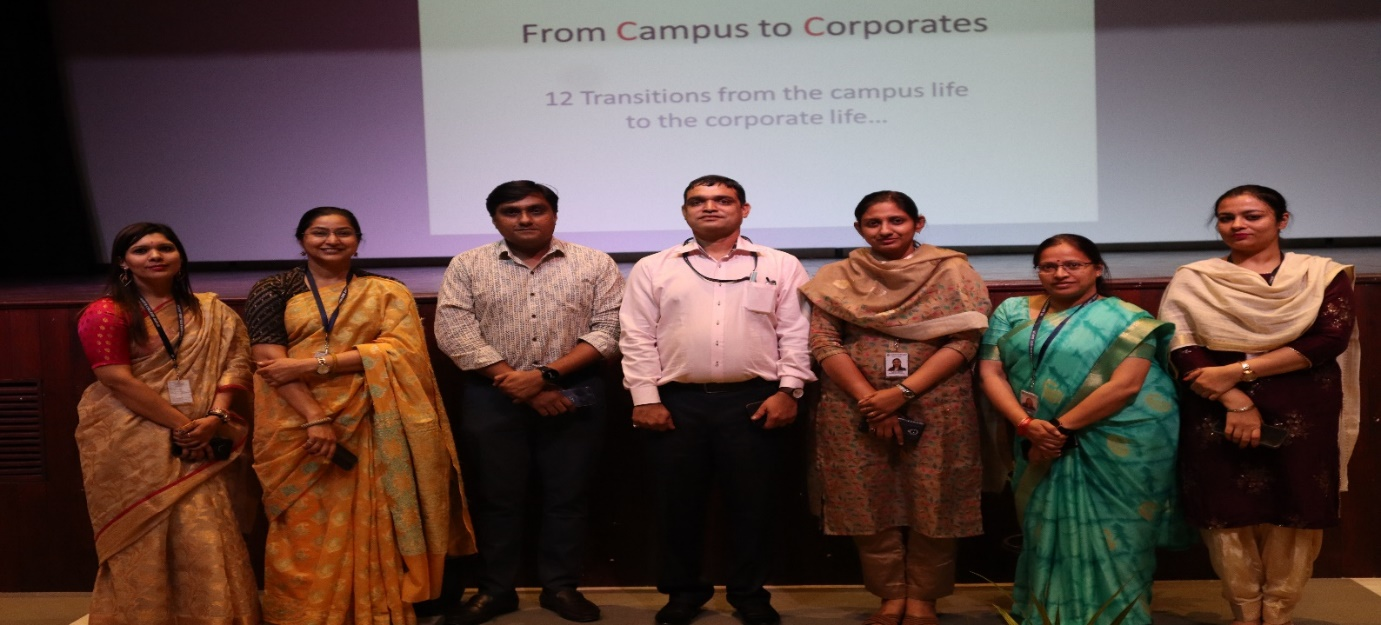 From Campus to Corporates
12 Transitions from the campus life
to the corporate life...